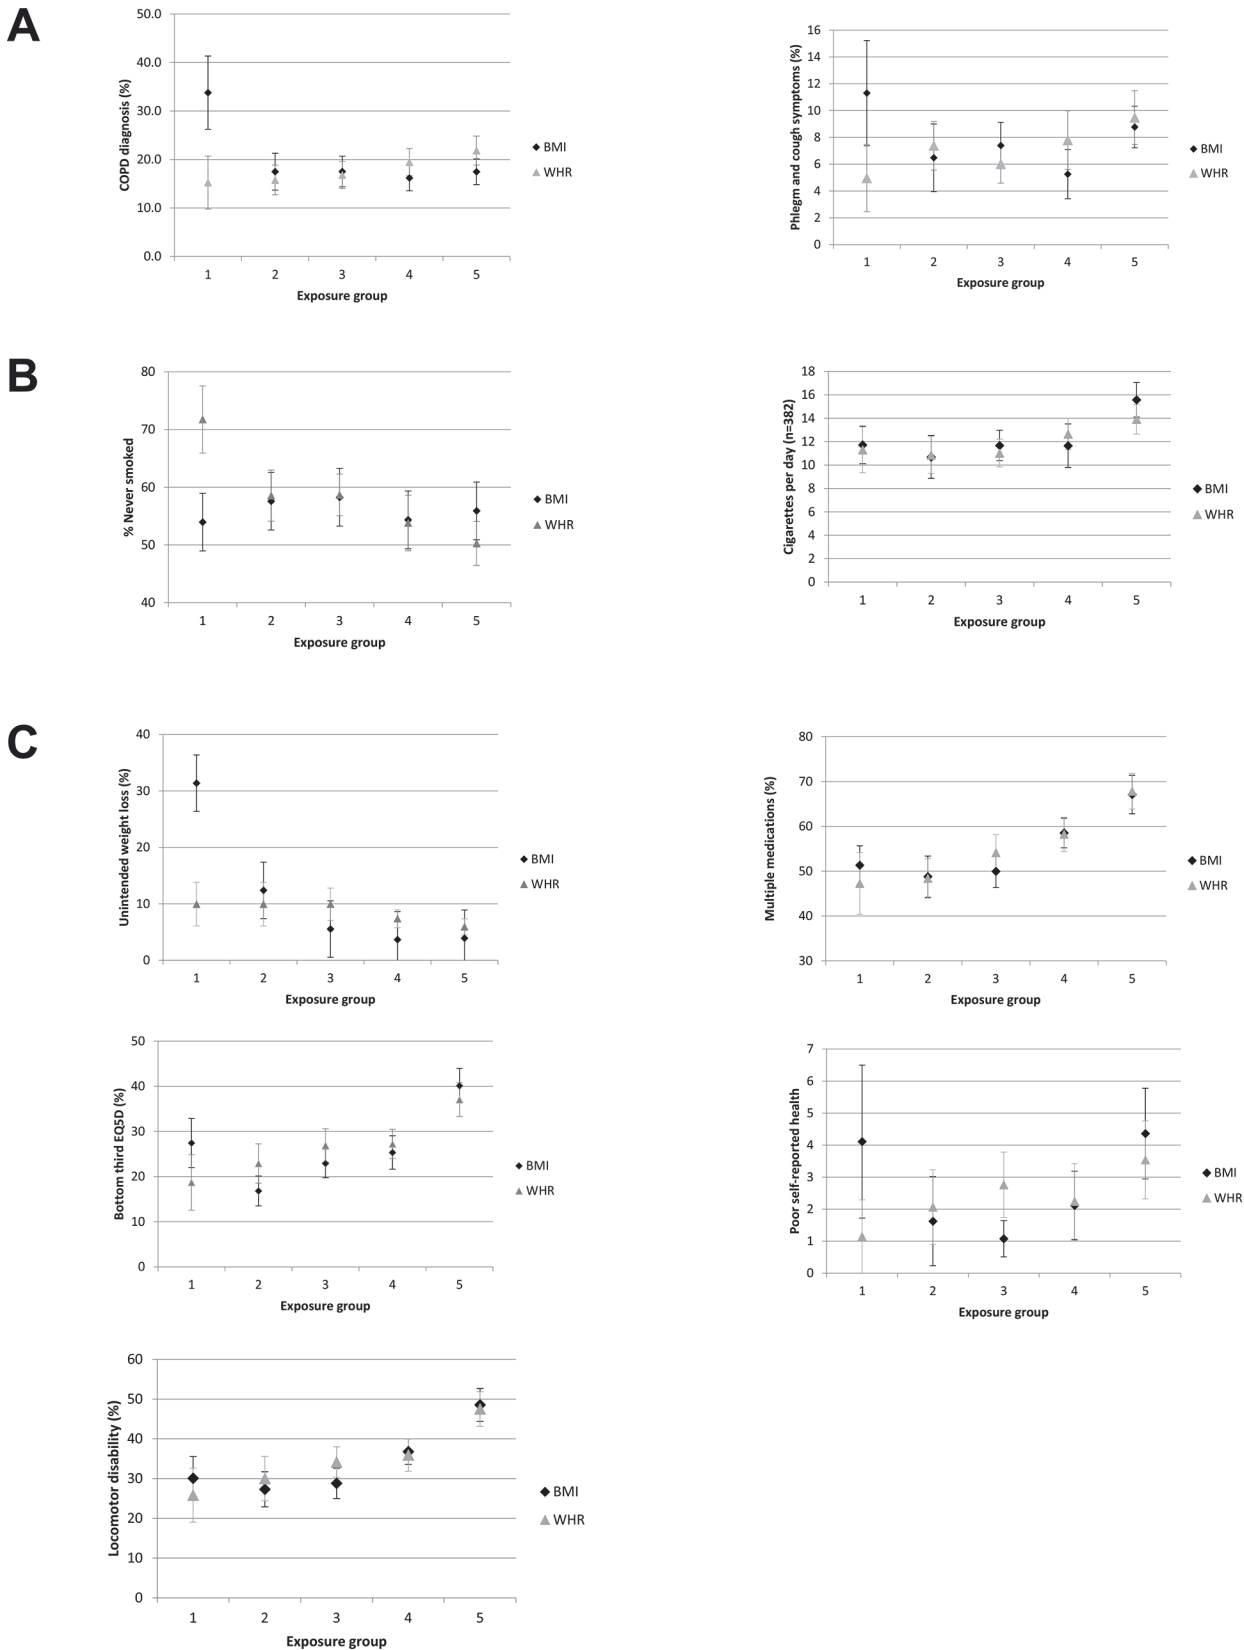 A
COPD diagnosis (%)
50.0
40.0
30.0
20.0
10.0
0.0
1 2 3 4 5
Exposure group
BMI
WHR
Phlegm and cough symptoms (%)
16
14
12
10
8
6
4
2
0
1 2 3 4 5
Exposure group
BMI
WHR
B
% Never smoked
80
70
60
50
40
1 2 3 4 5
Exposure group
BMI
WHR
Cigarettes per day (n=382)
18
16
14
12
10
8
6
4
2
0
1 2 3 4 5
Exposure group
BMI
WHR
C
Unintended weight loss (%)
40
30
20
10
0
1 2 3 4 5
Exposure group
BMI
WHR
Multiple medications (%)
80
70
60
50
40
30
1 2 3 4 5
Exposure group
BMI
WHR
Bottom third EQ5D (%)
50
40
30
20
10
0
1 2 3 4 5
Exposure group
BMI
WHR
Poor self-reported health
7
6
5
4
3
2
1
0
1 2 3 4 5
Exposure group
BMI
WHR
Locomotor disability (%)
60
50
40
30
20
10
0
1 2 3 4 5
Exposure group
BMI
WHR